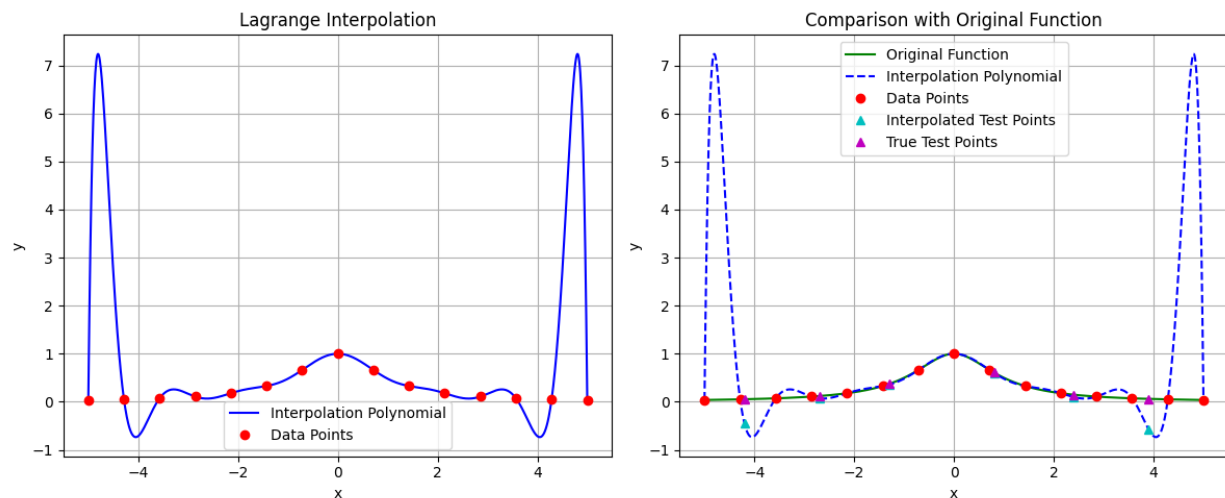 Lagrange Interpolation
7
6
5
4
3
2
1
0
−1
y
−4
−2
0
2
4
x
Interpolation Polynomial
Data Points
Comparison with Original Function
7
6
5
4
3
2
1
0
−1
y
−4
−2
0
2
4
x
Original Function
Interpolation Polynomial
Data Points
Interpolated Test Points
True Test Points